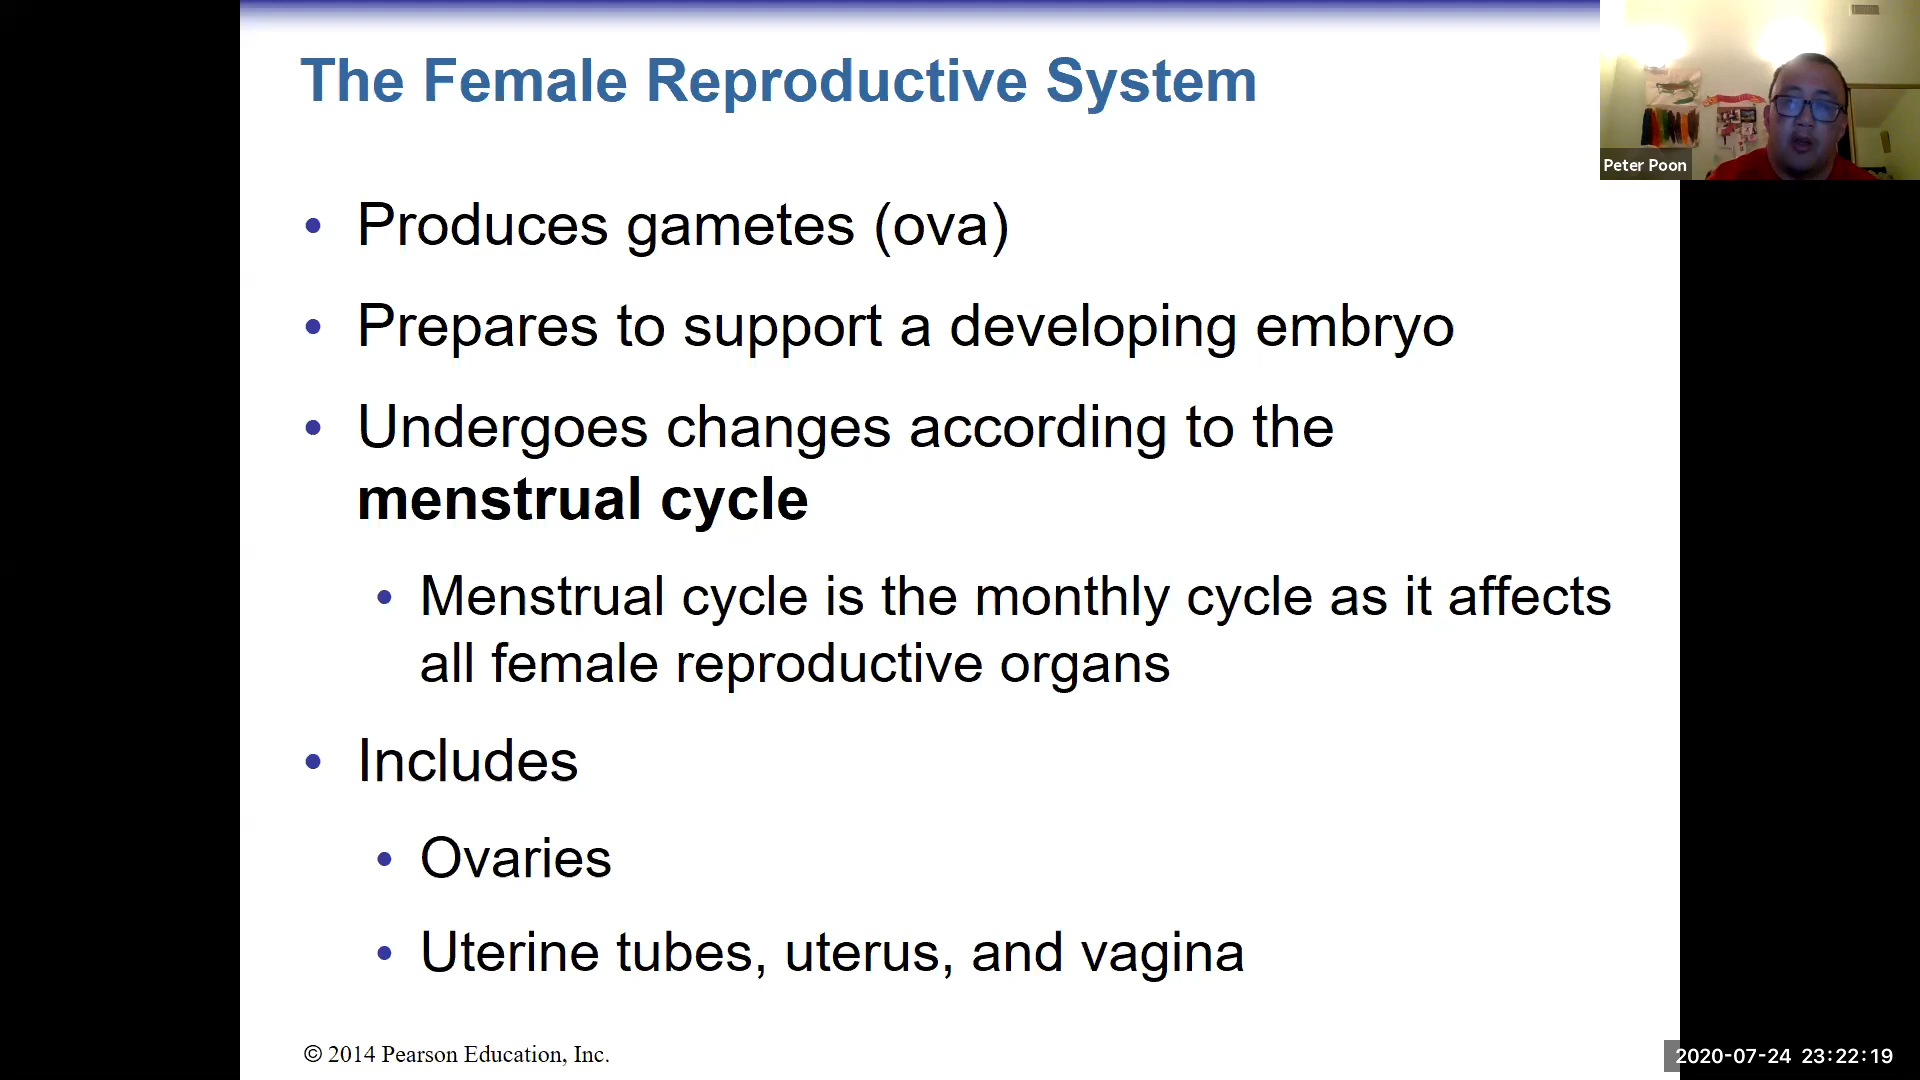 The Female Reproductive System
Peter Poon
• Produces gametes (ova)
• Prepares to support a developing embryo
• Undergoes changes according to the
menstrual cycle
• Menstrual cycle is the monthly cycle as it affects
all female reproductive organs
• Includes
• Ovaries
• Uterine tubes, uterus, and vagina
© 2014 Pearson Education, Inc.
2020-07-24 23:22:19